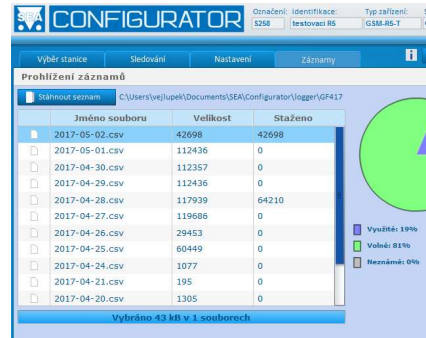 SEA CONFIGURATOR
Označení: Identifikace: Typ zařízení:
S258 testovaci R5 GSM-R5-T
Výběr stanice Sledování Nastavení Záznamy i
Prohlížení záznamů
Stáhnout seznam C:\Users\vejlupek\Documents\SEA\Configurator\logger\GF417
Jméno souboru Velikost Staženo
2017-05-02.csv 42698 42698
2017-05-01.csv 112436 0
2017-04-30.csv 112357 0
2017-04-29.csv 112436 0
2017-04-28.csv 117939 64210
2017-04-27.csv 119686 0
2017-04-26.csv 29453 0
2017-04-25.csv 60449 0
2017-04-24.csv 1077 0
2017-04-21.csv 195 0
2017-04-20.csv 1305 0
Využité: 19%
Volné: 81%
Neznámé: 0%
Vybráno 43 kB v 1 souborech